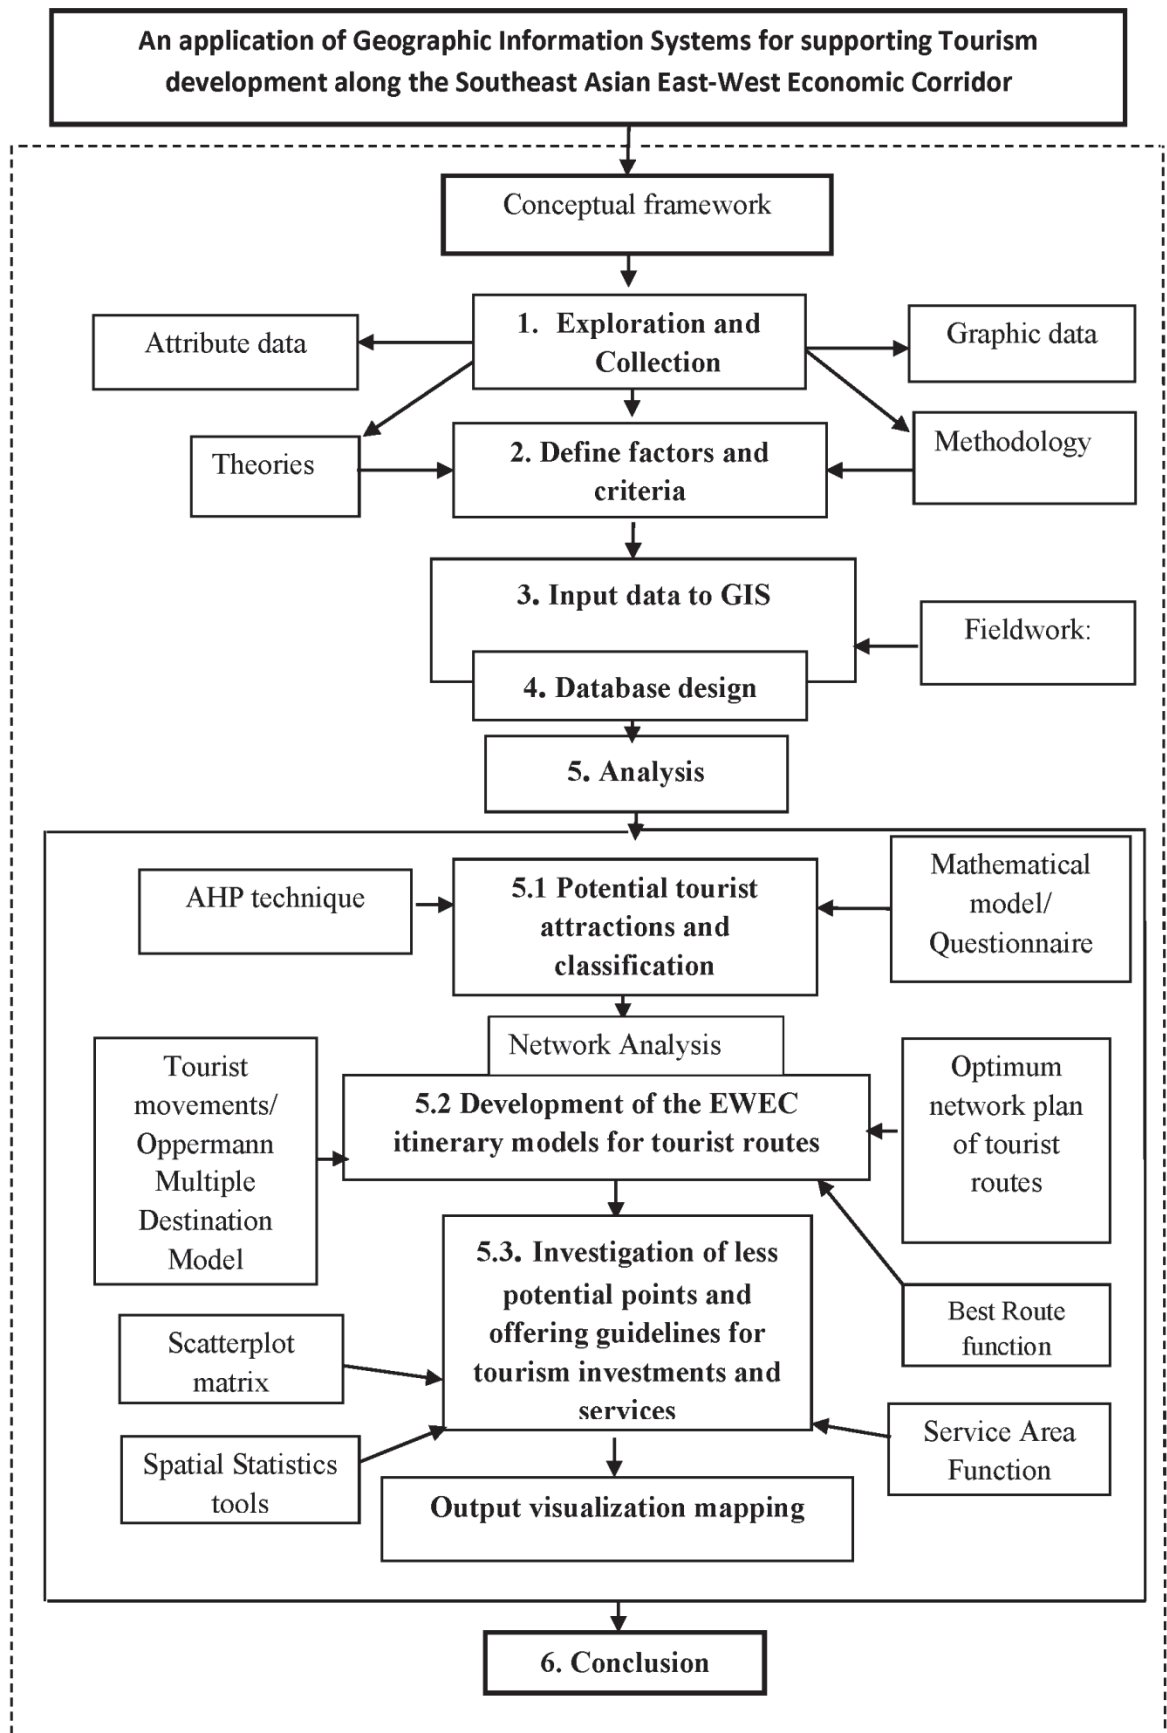 An application of Geographic Information Systems for supporting Tourism
development along the Southeast Asian East-West Economic Corridor
Conceptual framework
1. Exploration and
Collection
Attribute data
Graphic data
Theories
2. Define factors and
criteria
Methodology
3. Input data to GIS
Fieldwork:
4. Database design
5. Analysis
AHP technique
5.1 Potential tourist
attractions and
classification
Mathematical
model/
Questionnaire
Network Analysis
Tourist
movements/
Oppermann
Multiple
Destination
Model
5.2 Development of the EWEC
itinerary models for tourist routes
Optimum
network plan
of tourist
routes
5.3. Investigation of less
potential points and
offering guidelines for
tourism investments and
services
Best Route
function
Scatterplot
matrix
Spatial Statistics
tools
Service Area
Function
Output visualization mapping
6. Conclusion